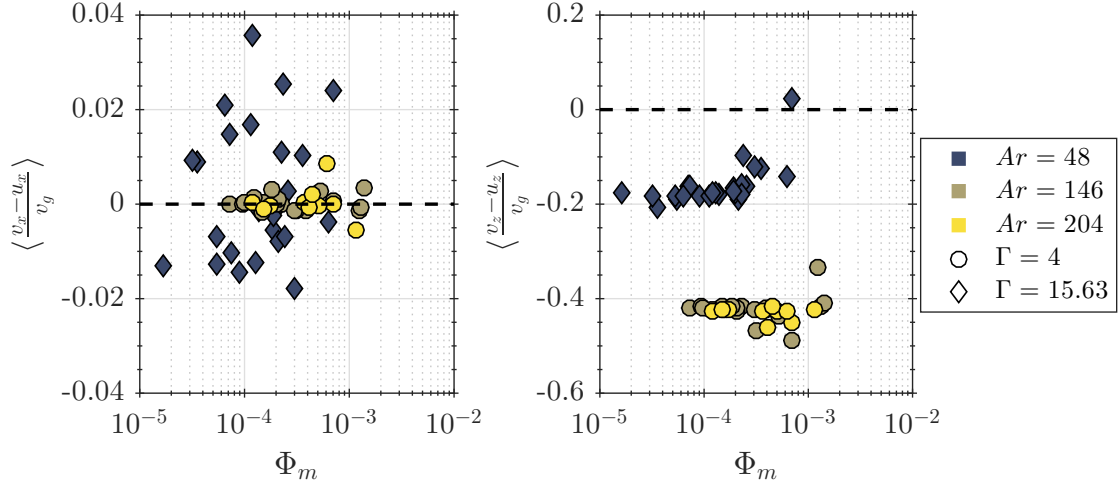 0.04
0.02
0
-0.02
-0.04
⟨ (v_x − u_x) / v_g ⟩
10^-5
10^-4
10^-3
10^-2
Φ_m
0.2
0
-0.2
-0.4
-0.6
⟨ (v_z − u_z) / v_g ⟩
10^-5
10^-4
10^-3
10^-2
Φ_m
Ar = 48
Ar = 146
Ar = 204
Γ = 4
Γ = 15.63